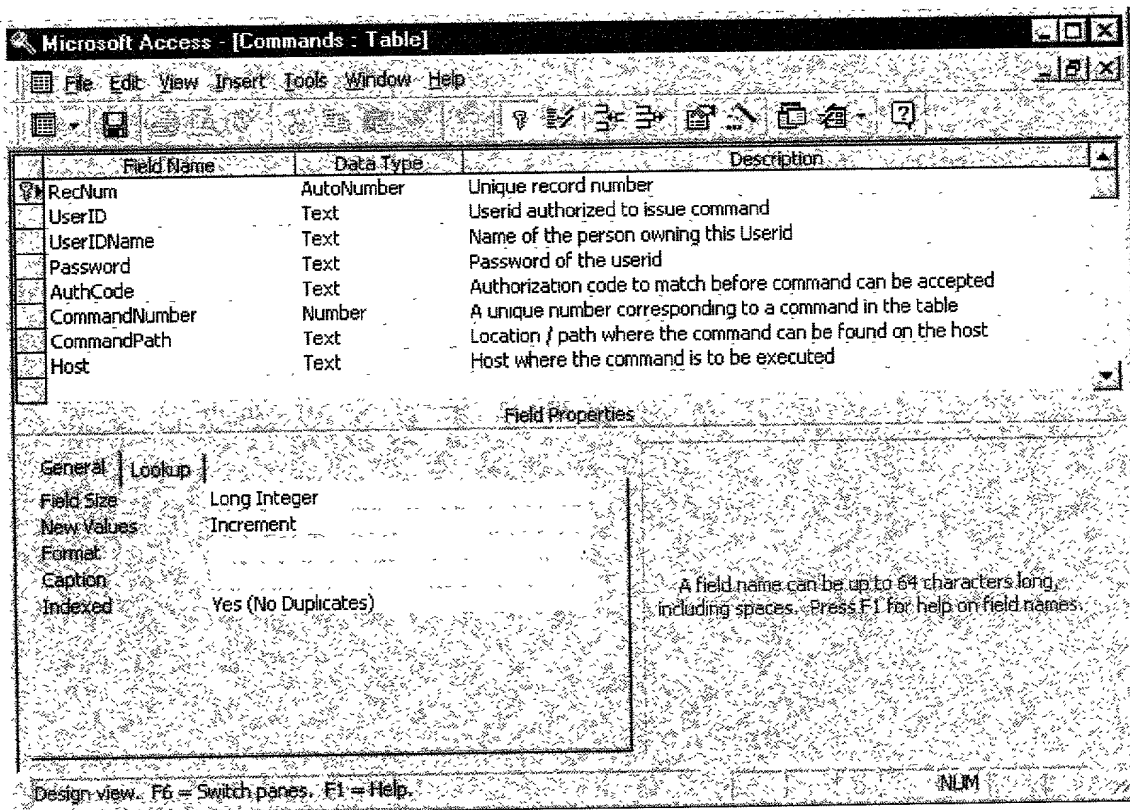 Microsoft Access - [Commands : Table]
File Edit View Insert Tools Window Help
Field Name Data Type Description
RecNum AutoNumber Unique record number
UserID Text Userid authorized to issue command
UserIDName Text Name of the person owning this Userid
Password Text Password of the userid
AuthCode Text Authorization code to match before command can be accepted
CommandNumber Number A unique number corresponding to a command in the table
CommandPath Text Location / path where the command can be found on the host
Host Text Host where the command is to be executed
Field Properties
General Lookup
Field Size Long Integer
New Values Increment
Format
Caption
Indexed Yes (No Duplicates)
A field name can be up to 64 characters long,
including spaces. Press F1 for help on field names.
Design view. F6 = Switch panes. F1 = Help. NUM